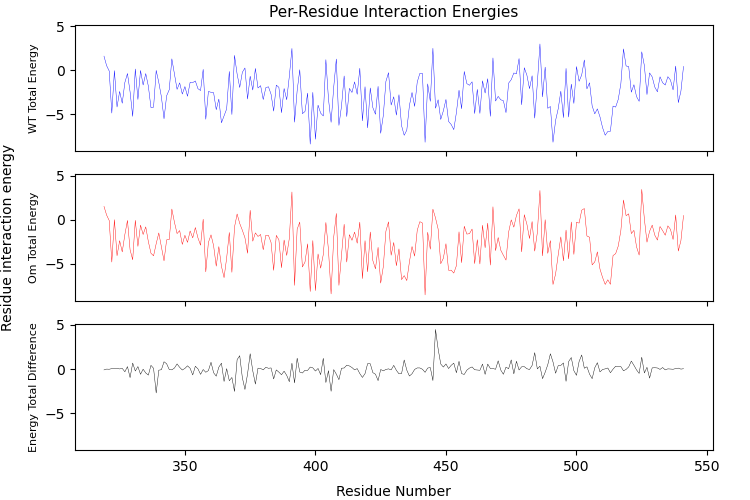 Per-Residue Interaction Energies
Residue interaction energy
WT Total Energy
5
0
−5
Om Total Energy
5
0
−5
Energy Total Difference
5
0
−5
350
400
450
500
550
Residue Number